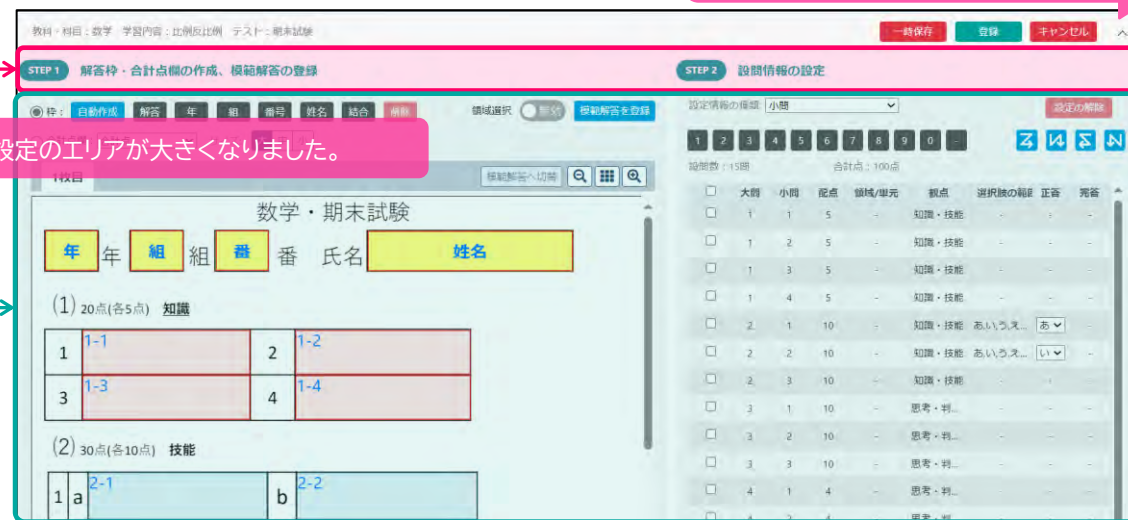 教科・科目：数学　学習内容：比例反比例　テスト：期末試験
一時保存　登録　キャンセル
STEP 1　解答枠・合計点欄の作成、模範解答の登録
STEP 2　設問情報の設定
枠：　自動作成　解答　年　組　番号　姓名　結合　削除　領域選択　模範解答を登録
設定情報の種類　小問　設定の解除
設定のエリアが大きくなりました。
1 2 3 4 5 6 7 8 9 0 -
設問数：15問　合計点：100点
1枚目　模範解答へ切替
大問　小問　配点　領域/単元　観点　選択肢の範囲　正答　完答
1　1　5　-　知識・技能　-　-　-
1　2　5　-　知識・技能　-　-　-
1　3　5　-　知識・技能　-　-　-
1　4　5　-　知識・技能　-　-　-
2　1　10　-　知識・技能　あ,い,う,え...　あ　-
2　2　10　-　知識・技能　あ,い,う,え...　い　-
2　3　10　-　知識・技能　-　-　-
3　1　10　-　思考・判...　-　-　-
3　2　10　-　思考・判...　-　-　-
3　3　10　-　思考・判...　-　-　-
4　1　4　-　思考・判...　-　-　-
4　2　4　-　思考・判...
数学・期末試験
年　年　組　組　番　番　氏名　姓名
(1) 20点(各5点)　知識
1　1-1　2　1-2
3　1-3　4　1-4
(2) 30点(各10点)　技能
1　a　2-1　b　2-2